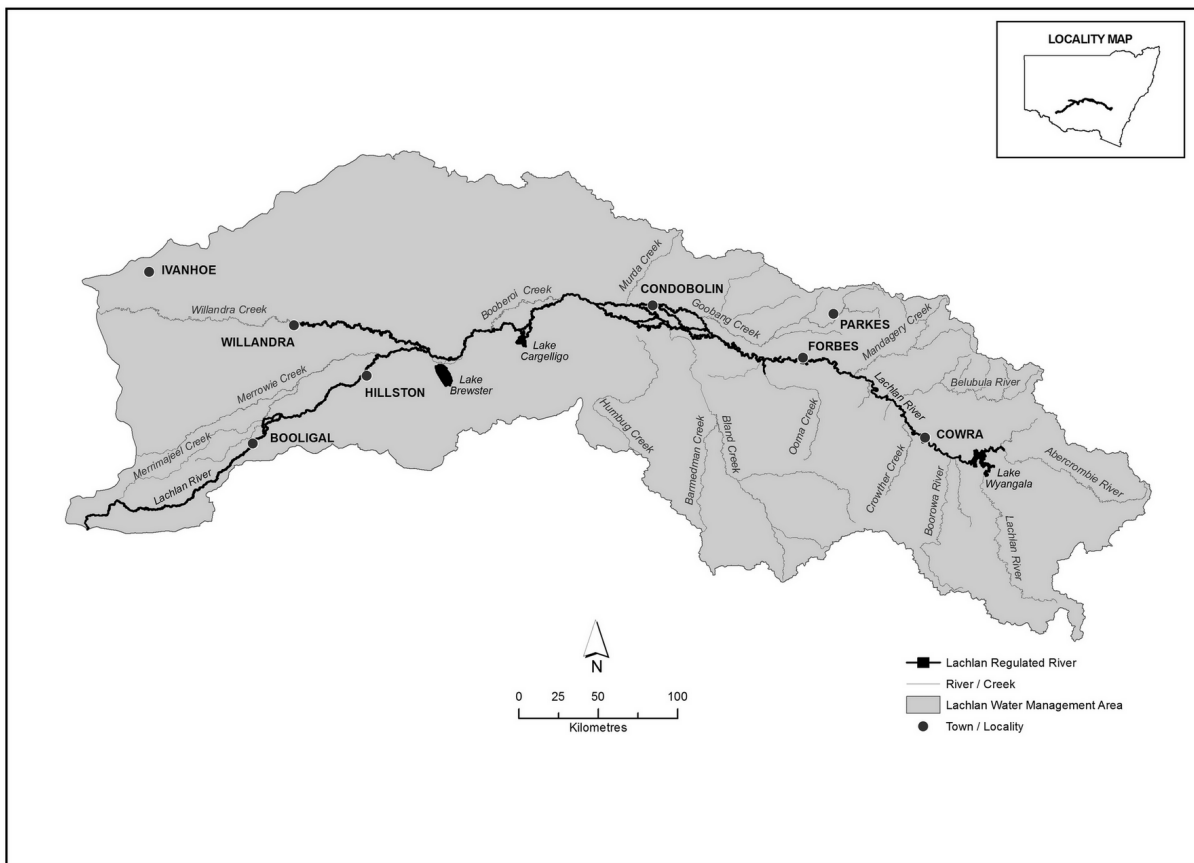 LOCALITY MAP
Murda Creek
IVANHOE
CONDOBOLIN
Booberoi Creek
Goobang Creek
Willandra Creek
PARKES
WILLANDRA
Mandagery Creek
FORBES
Lake
Cargelligo
Merrowie Creek
HILLSTON
Lake
Brewster
Lachlan River
Belubula River
Humbug Creek
Ooma Creek
BOOLIGAL
COWRA
Merrimajeel Creek
Barmedman Creek
Bland Creek
Crowther Creek
Lake
Wyangala
Abercrombie River
Lachlan River
Boorowa River
Lachlan River
N
0 25 50 100
Kilometres
Lachlan Regulated River
River / Creek
Lachlan Water Management Area
Town / Locality